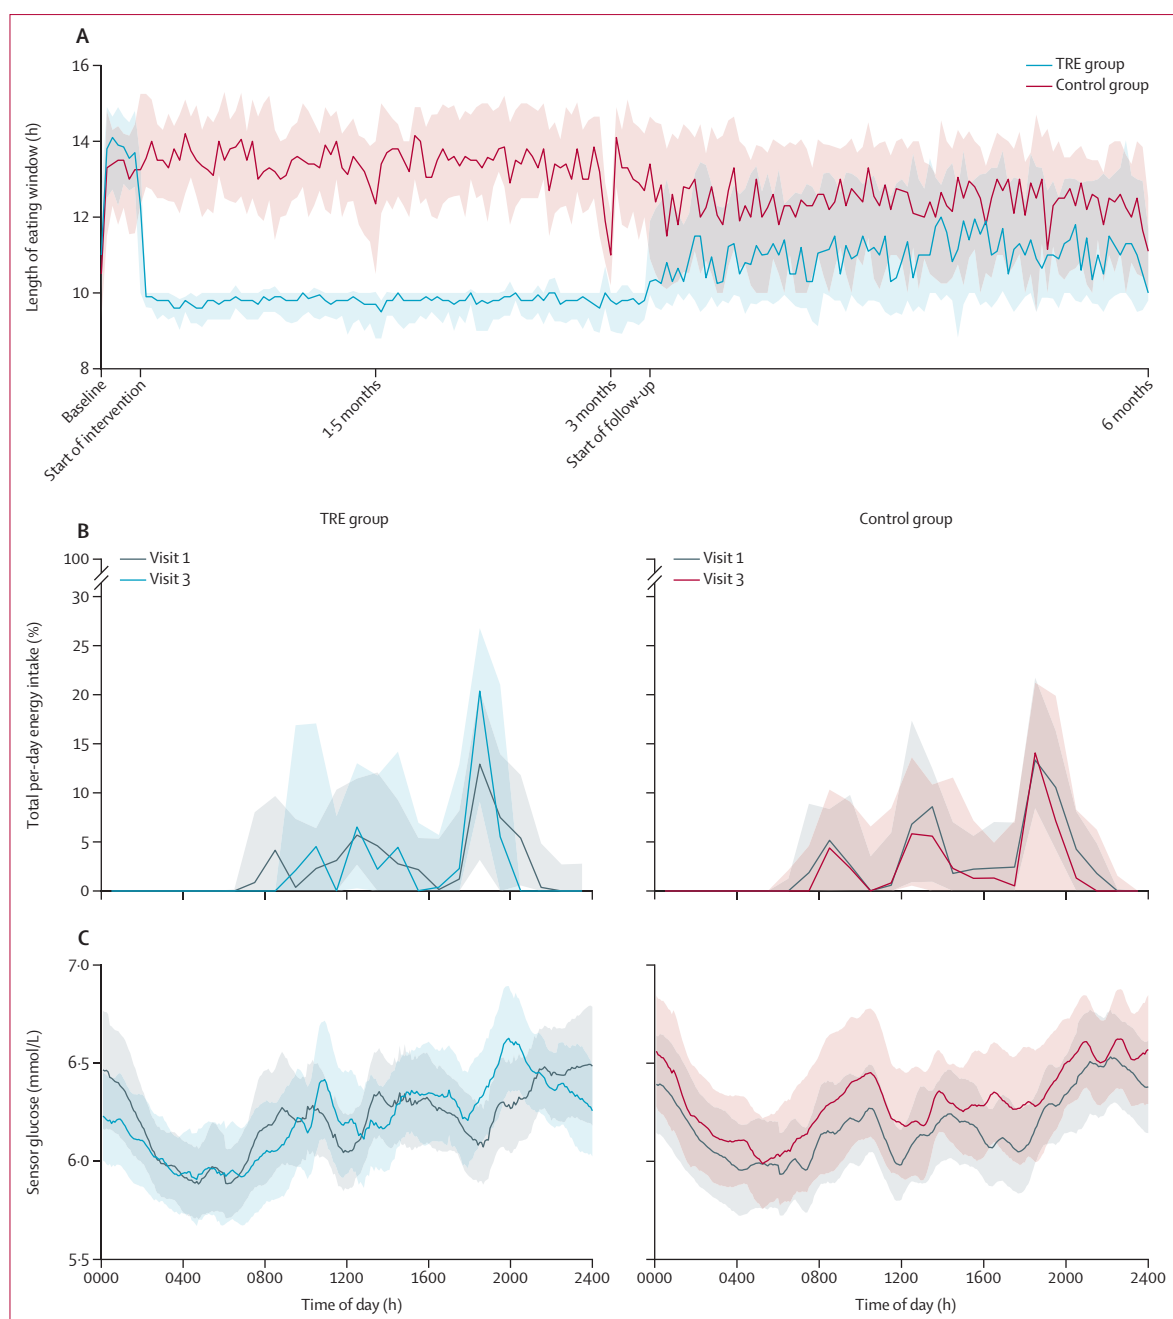 A
16
14
12
10
8
Length of eating window (h)
TRE group
Control group
Baseline
Start of intervention
1·5 months
3 months
Start of follow-up
6 months
B
TRE group
Control group
Visit 1
Visit 3
Visit 1
Visit 3
100
30
25
20
15
10
5
0
Total per-day energy intake (%)
C
7·0
6·5
6·0
5·5
Sensor glucose (mmol/L)
0000 0400 0800 1200 1600 2000 2400
Time of day (h)
0000 0400 0800 1200 1600 2000 2400
Time of day (h)